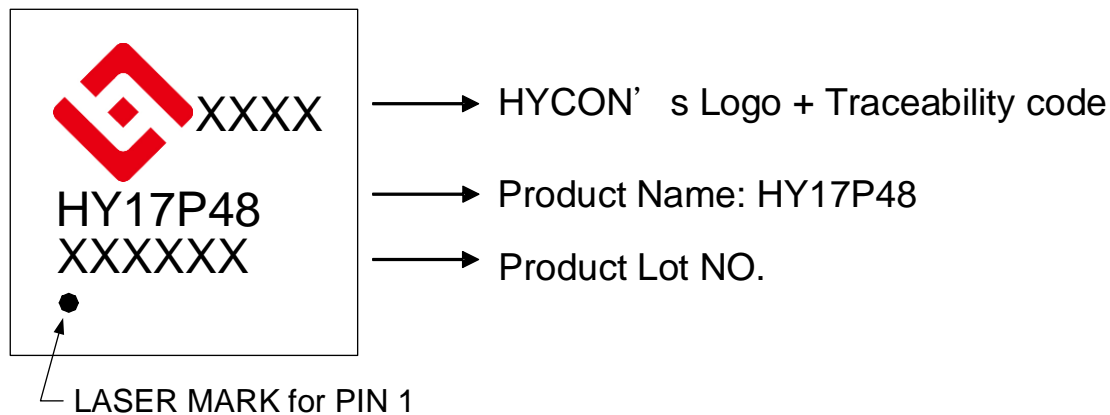 XXXX
HYCON’s Logo + Traceability code
HY17P48
Product Name: HY17P48
XXXXXX
Product Lot NO.
LASER MARK for PIN 1